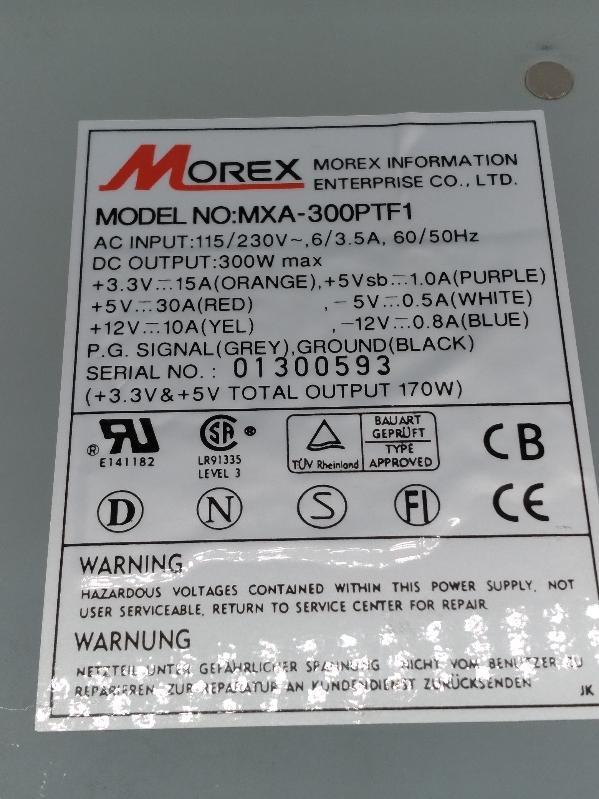 MOREX MOREX INFORMATION
ENTERPRISE CO., LTD.
MODEL NO:MXA-300PTF1
AC INPUT:115/230V~,6/3.5A, 60/50Hz
DC OUTPUT:300W max
+3.3V⎓15A(ORANGE),+5Vsb⎓1.0A(PURPLE)
+5V⎓30A(RED) ,-5V⎓0.5A(WHITE)
+12V⎓10A(YEL) ,-12V⎓0.8A(BLUE)
P.G. SIGNAL(GREY),GROUND(BLACK)
SERIAL NO.: 01300593
(+3.3V&+5V TOTAL OUTPUT 170W)
® RU
E141182
SA ®
LR91335
LEVEL 3
TÜV Rheinland
BAUART
GEPRÜFT
TYPE
APPROVED
CB
D N S FI CE
WARNING
HAZARDOUS VOLTAGES CONTAINED WITHIN THIS POWER SUPPLY, NOT
USER SERVICEABLE, RETURN TO SERVICE CENTER FOR REPAIR
WARNUNG
NETZTEIL UNTER GEFÄHRLICHER SPANNUNG NICHT VOM BENUTZER ZU
REPARIEREN, ZUR REPARATUR AN KUNDENDIENST ZURÜCKSENDEN
JK